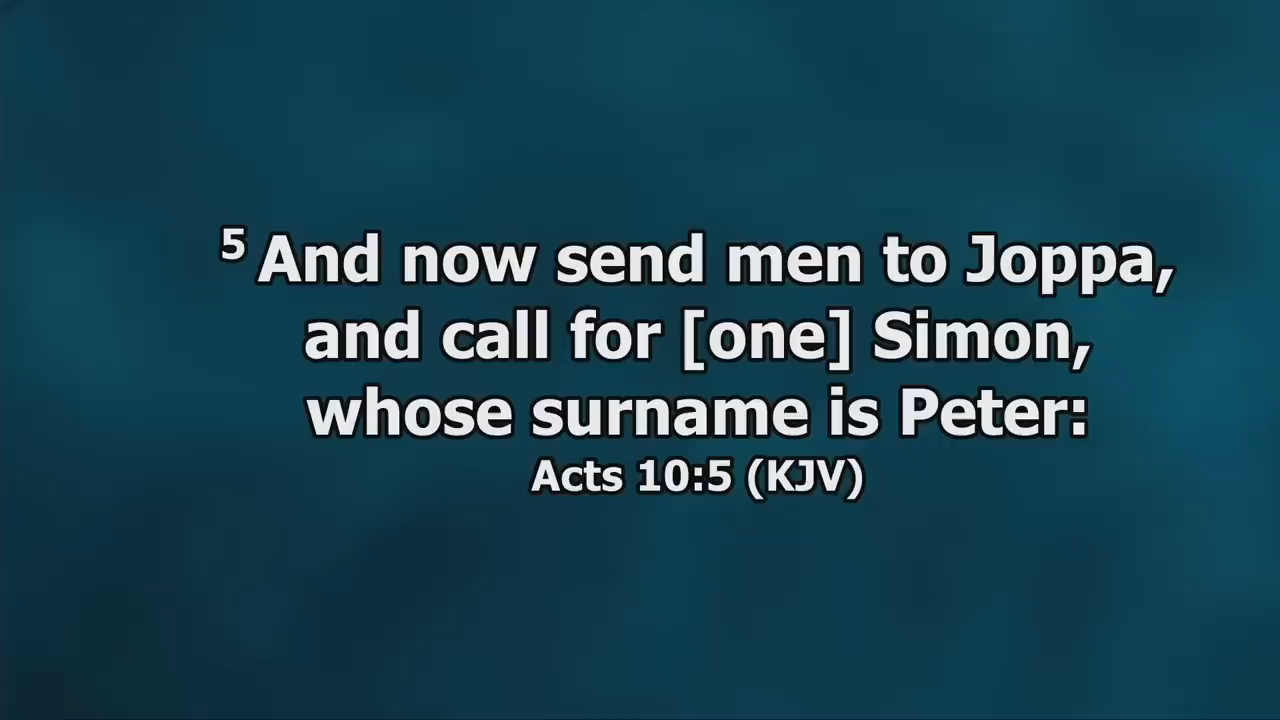 5 And now send men to Joppa,
and call for [one] Simon,
whose surname is Peter:
Acts 10:5 (KJV)